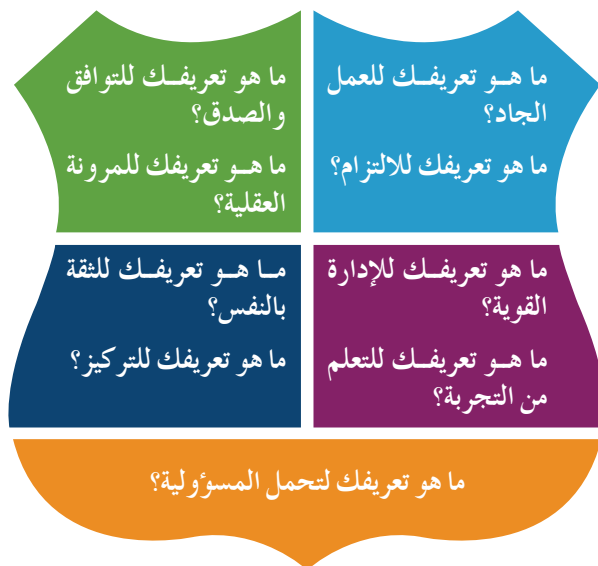 ما هو تعريفك للعمل
الجاد؟
ما هو تعريفك للالتزام؟
ما هو تعريفك للتوافق
والصدق؟
ما هو تعريفك للمرونة
العقلية؟
ما هو تعريفك للإدارة
القوية؟
ما هو تعريفك للتعلم
من التجربة؟
ما هو تعريفك للثقة
بالنفس؟
ما هو تعريفك للتركيز؟
ما هو تعريفك لتحمل المسؤولية؟